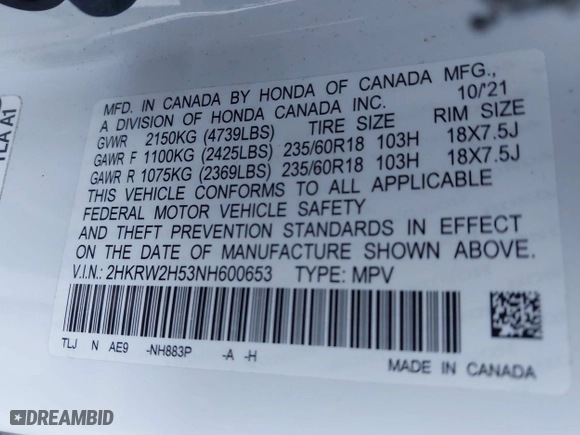 TLA A1
MFD. IN CANADA BY HONDA OF CANADA MFG.,
A DIVISION OF HONDA CANADA INC. 10/'21
GVWR 2150KG (4739LBS) TIRE SIZE RIM SIZE
GAWR F 1100KG (2425LBS) 235/60R18 103H 18X7.5J
GAWR R 1075KG (2369LBS) 235/60R18 103H 18X7.5J
THIS VEHICLE CONFORMS TO ALL APPLICABLE
FEDERAL MOTOR VEHICLE SAFETY
AND THEFT PREVENTION STANDARDS IN EFFECT
ON THE DATE OF MANUFACTURE SHOWN ABOVE.
V.I.N.: 2HKRW2H53NH600653 TYPE: MPV
TLJ N AE9 -NH883P -A -H
MADE IN CANADA
DREAMBID